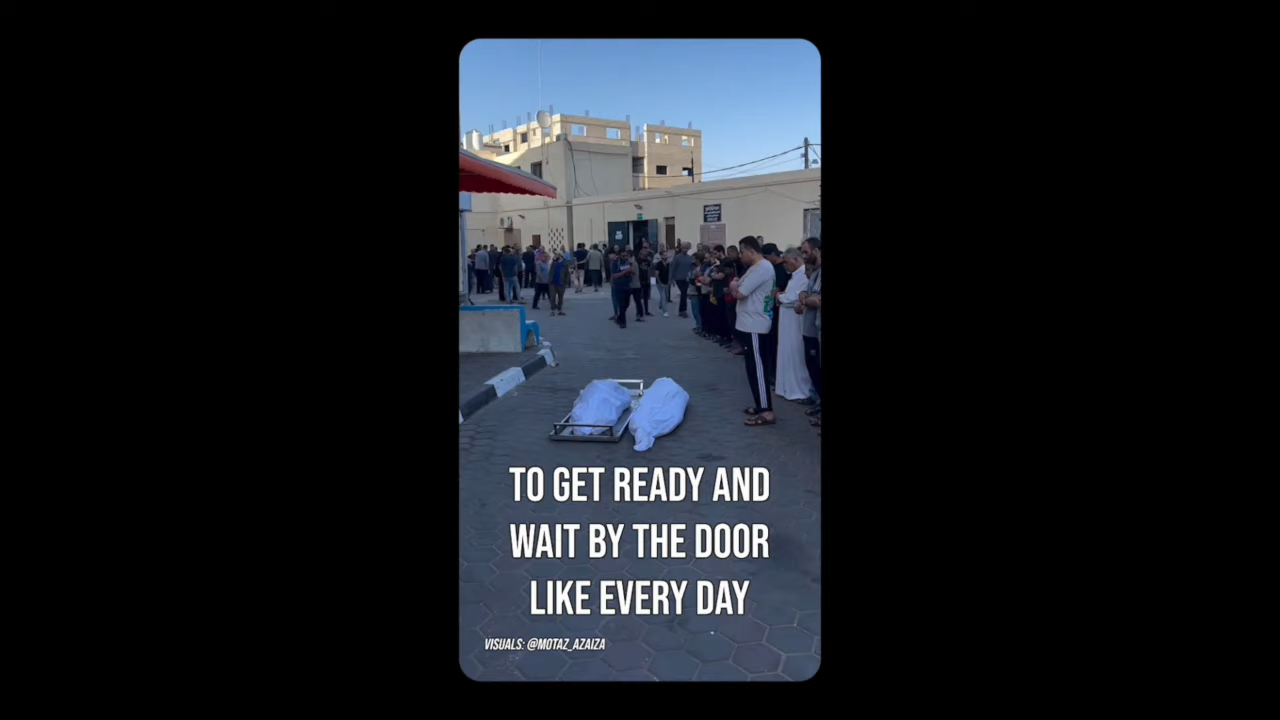 TO GET READY AND
WAIT BY THE DOOR
LIKE EVERY DAY
VISUALS: @MOTAZ_AZAIZA